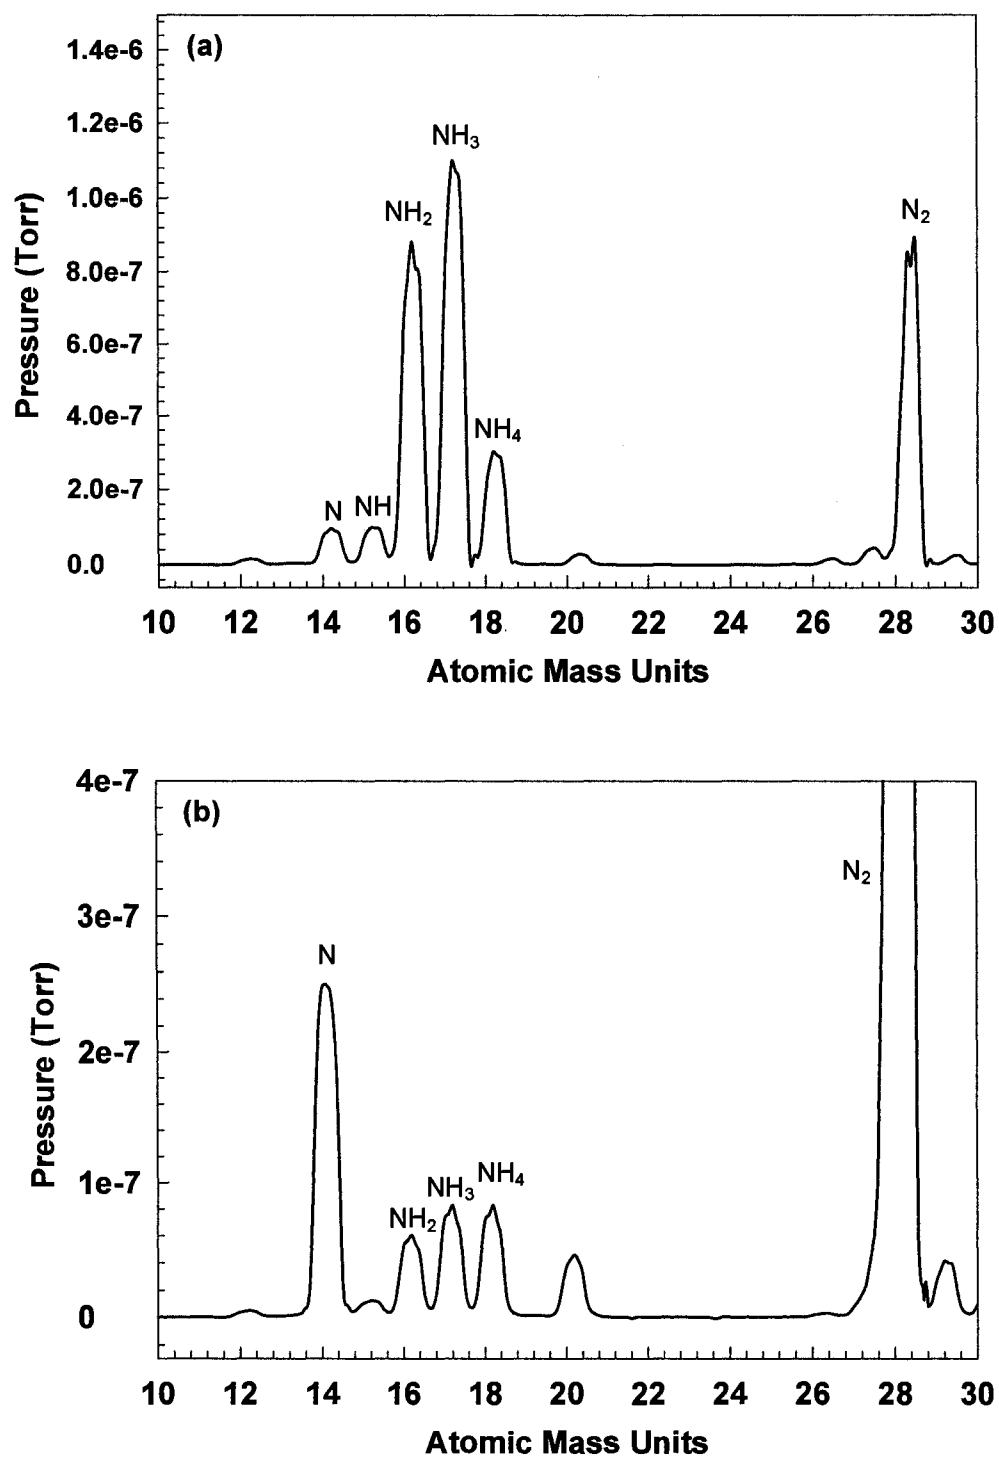 (a)
1.4e-6
1.2e-6
1.0e-6
8.0e-7
6.0e-7
4.0e-7
2.0e-7
0.0
Pressure (Torr)
N
NH
NH₂
NH₃
NH₄
N₂
10 12 14 16 18 20 22 24 26 28 30
Atomic Mass Units
(b)
4e-7
3e-7
2e-7
1e-7
0
Pressure (Torr)
N
NH₂
NH₃
NH₄
N₂
10 12 14 16 18 20 22 24 26 28 30
Atomic Mass Units